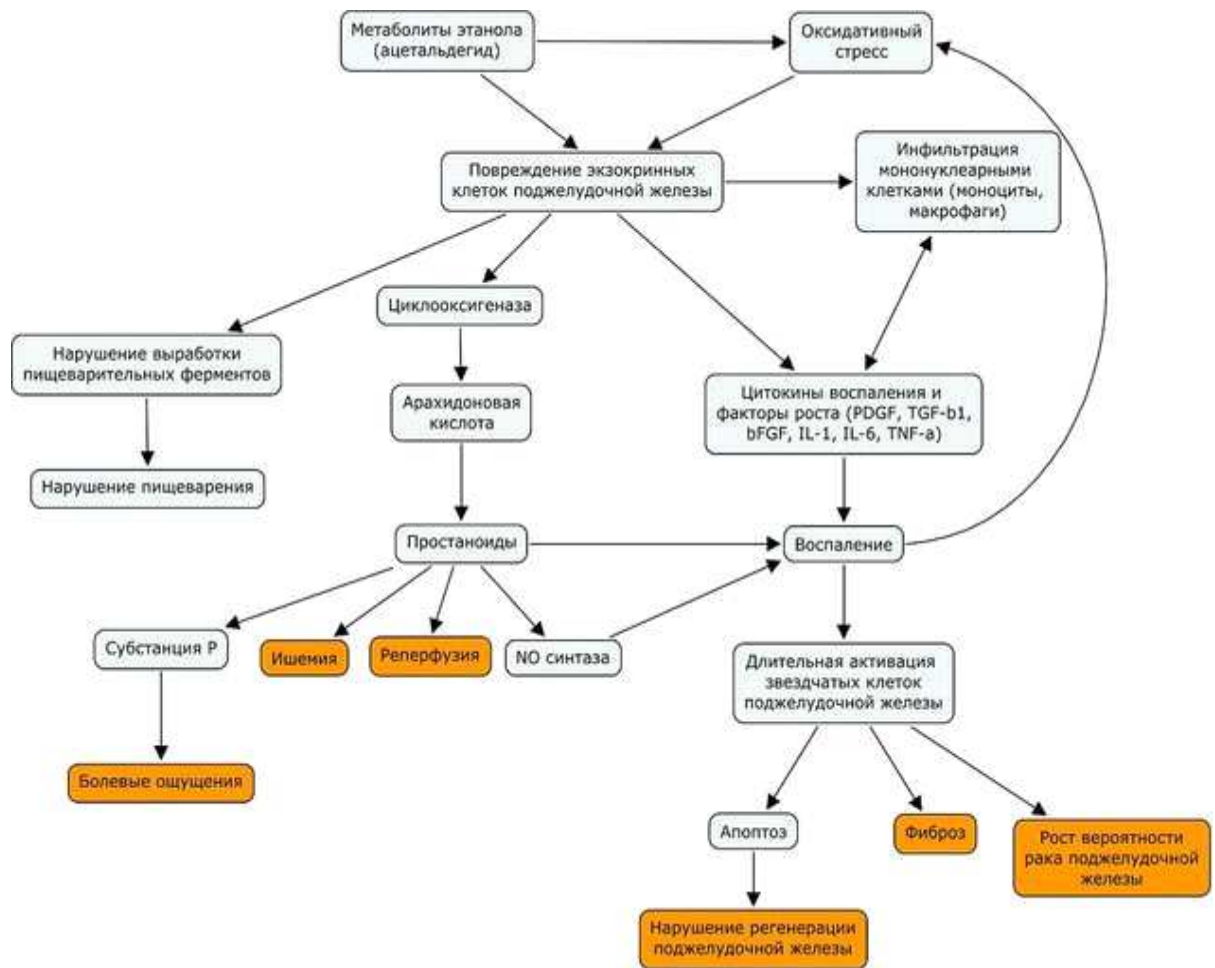 Метаболиты этанола
(ацетальдегид)
Оксидативный
стресс
Повреждение экзокринных
клеток поджелудочной железы
Инфильтрация
мононуклеарными
клетками (моноциты,
макрофаги)
Циклооксигеназа
Нарушение выработки
пищеварительных ферментов
Арахидоновая
кислота
Цитокины воспаления и
факторы роста (PDGF, TGF-b1,
bFGF, IL-1, IL-6, TNF-a)
Нарушение пищеварения
Простаноиды
Воспаление
Субстанция P
Ишемия
Реперфузия
NO синтаза
Длительная активация
звездчатых клеток
поджелудочной железы
Болевые ощущения
Апоптоз
Фиброз
Рост вероятности
рака поджелудочной
железы
Нарушение регенерации
поджелудочной железы